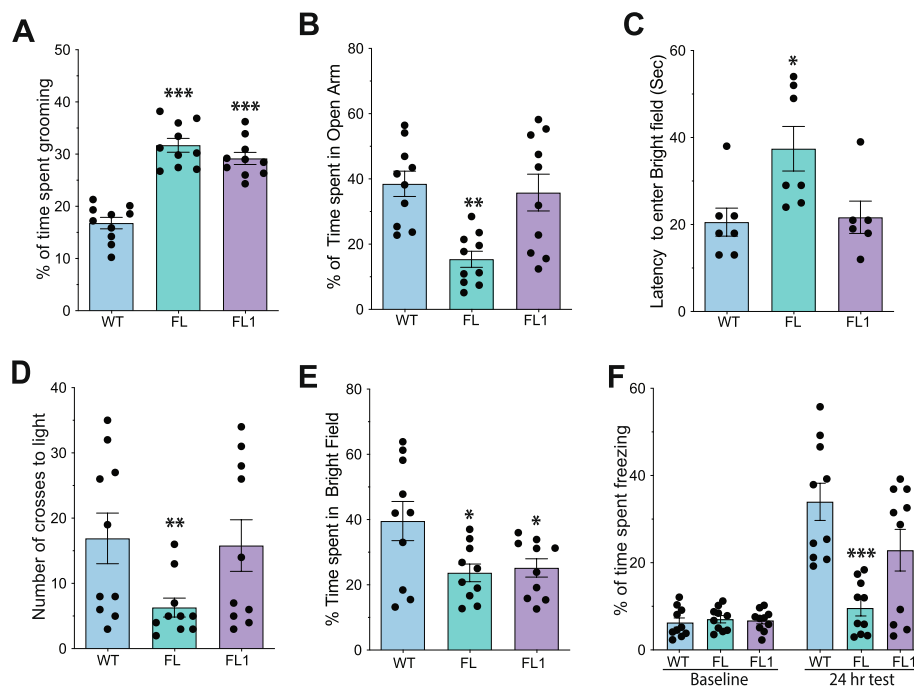 A
% of time spent grooming
50
40
30
20
10
0
***
***
WT FL FL1
B
% of Time spent in Open Arm
80
60
40
20
0
**
WT FL FL1
C
Latency to enter Bright field (Sec)
60
40
20
0
*
WT FL FL1
D
Number of crosses to light
40
30
20
10
0
**
WT FL FL1
E
% Time spent in Bright Field
80
60
40
20
0
*
*
WT FL FL1
F
% of time spent freezing
60
40
20
0
***
WT FL FL1 WT FL FL1
Baseline 24 hr test